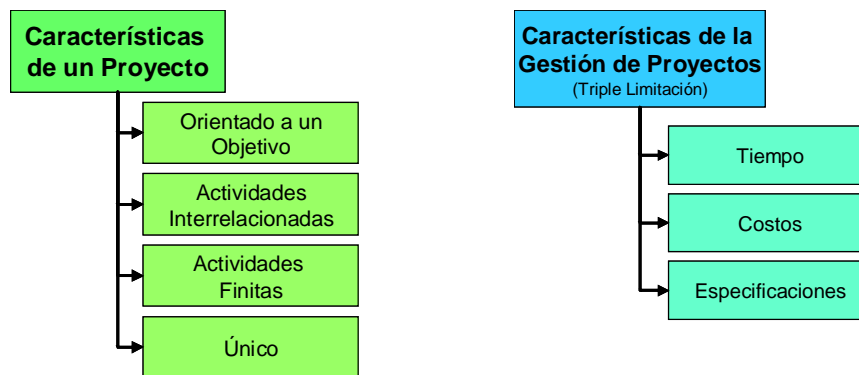 Características
de un Proyecto
Orientado a un
Objetivo
Actividades
Interrelacionadas
Actividades
Finitas
Único
Características de la
Gestión de Proyectos
(Triple Limitación)
Tiempo
Costos
Especificaciones